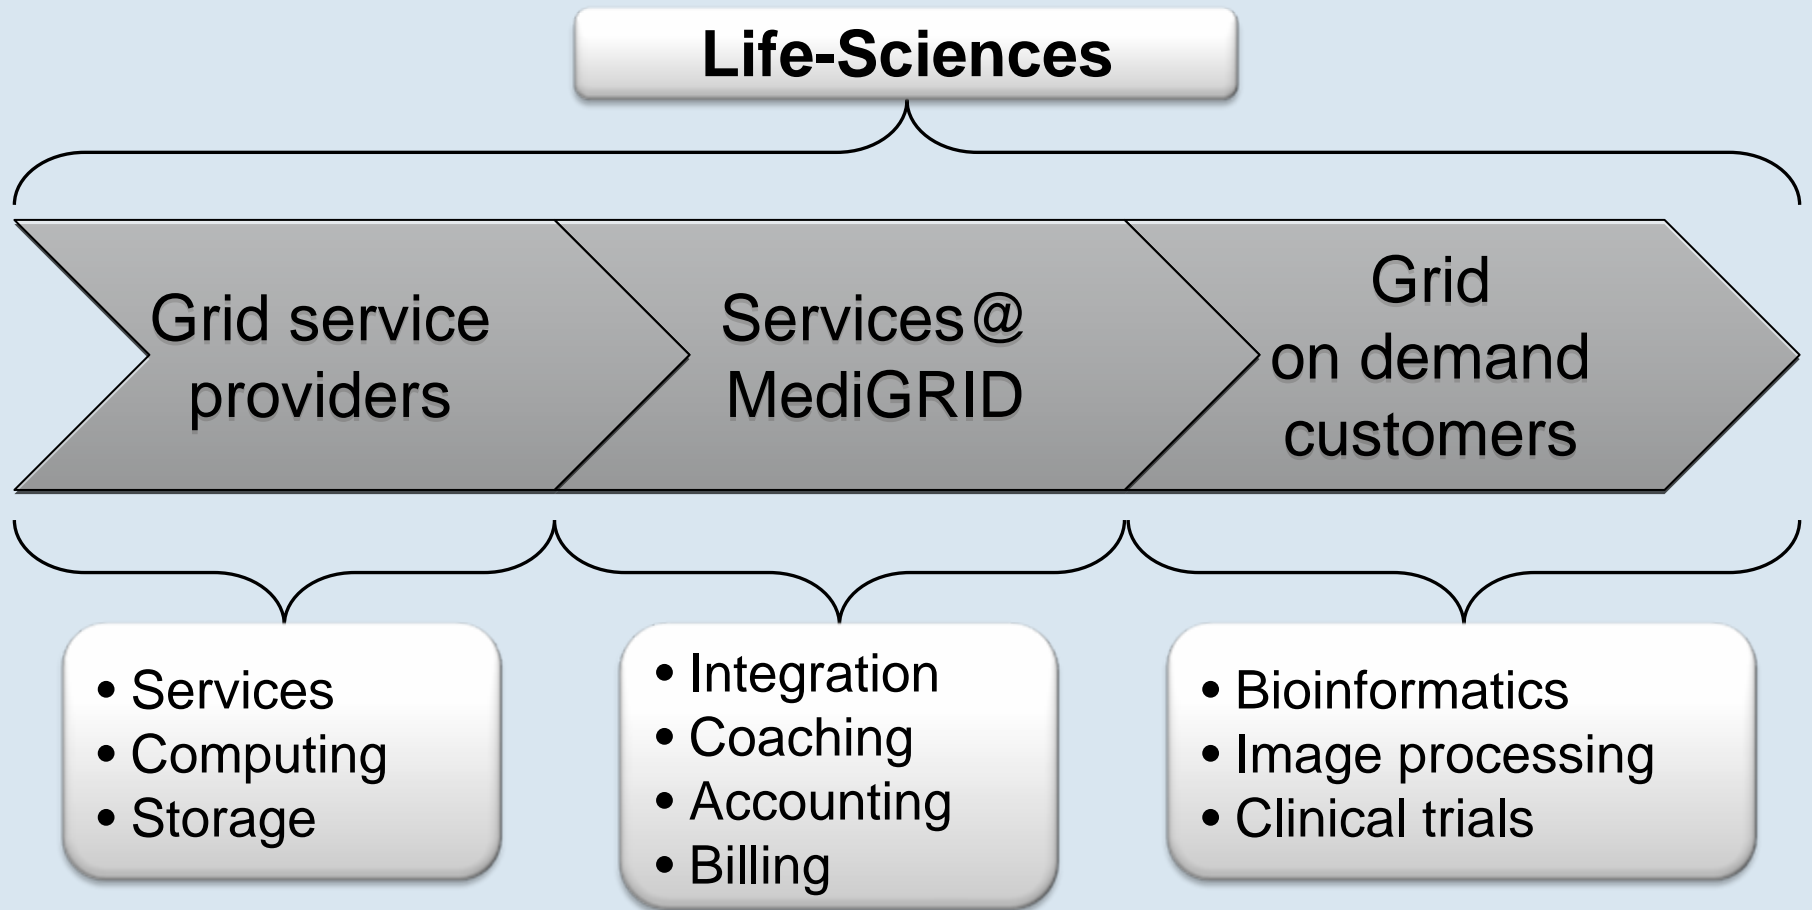 Life-Sciences
Grid service
providers
Services@
MediGRID
Grid
on demand
customers
• Services
• Computing
• Storage
• Integration
• Coaching
• Accounting
• Billing
• Bioinformatics
• Image processing
• Clinical trials